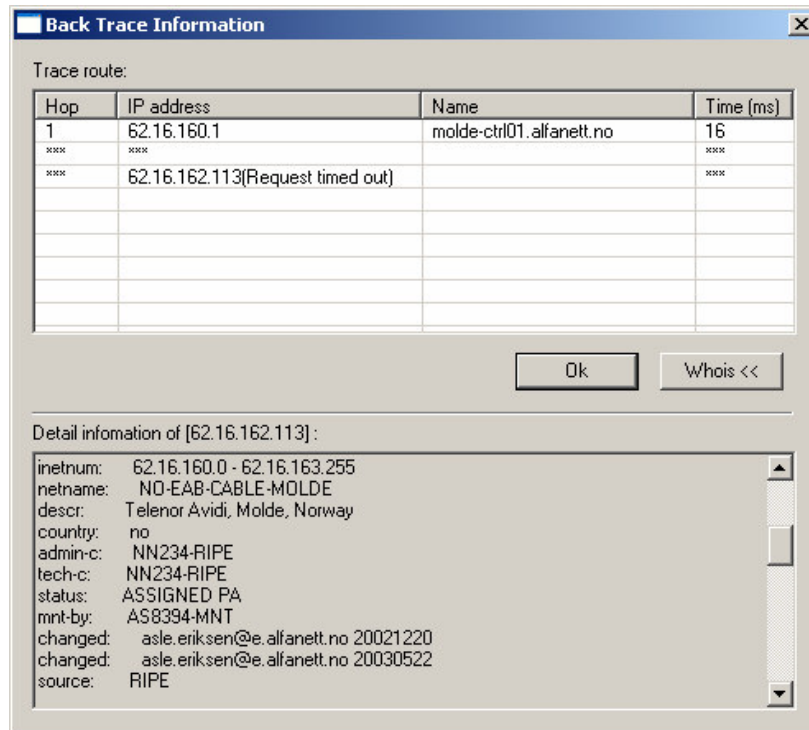 Back Trace Information
Trace route:
Hop IP address Name Time (ms)
1 62.16.160.1 molde-ctrl01.alfanett.no 16
*** *** ***
*** 62.16.162.113(Request timed out) ***
Ok Whois <<
Detail infomation of [62.16.162.113] :
inetnum: 62.16.160.0 - 62.16.163.255
netname: NO-EAB-CABLE-MOLDE
descr: Telenor Avidi, Molde, Norway
country: no
admin-c: NN234-RIPE
tech-c: NN234-RIPE
status: ASSIGNED PA
mnt-by: AS8394-MNT
changed: asle.eriksen@e.alfanett.no 20021220
changed: asle.eriksen@e.alfanett.no 20030522
source: RIPE